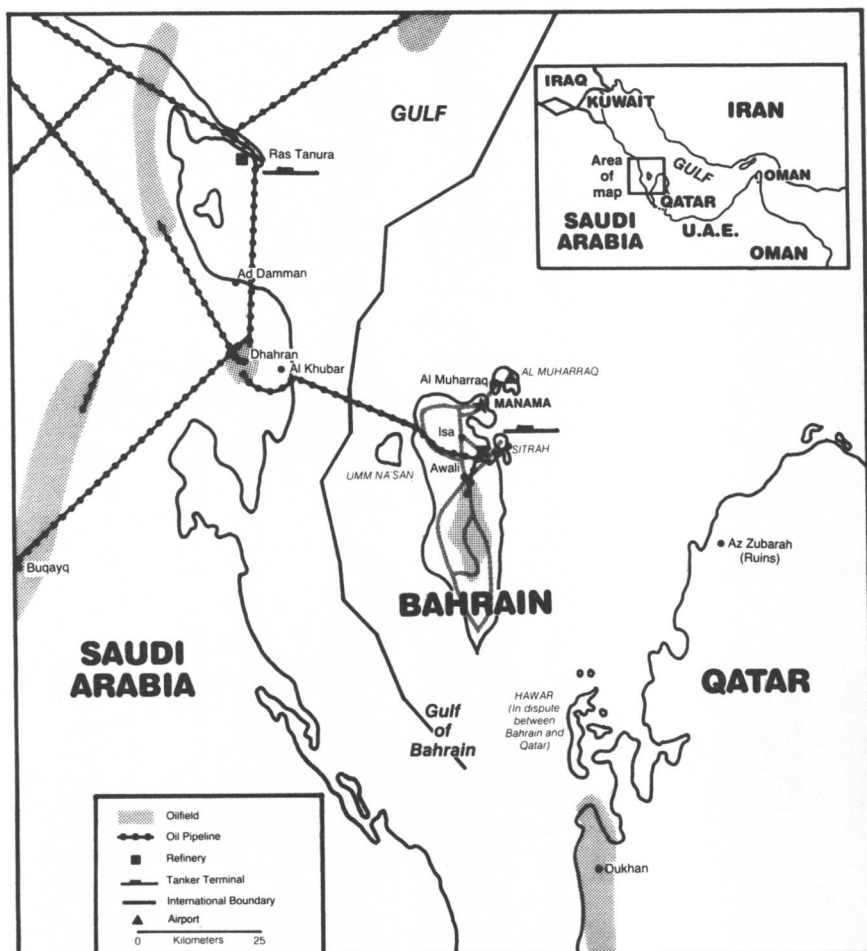 GULF
Ras Tanura
Ad Damman
Dhahran
Al Khubar
Al Muharraq
AL MUHARRAQ
MANAMA
Isa
SITRAH
Awali
UMM NA'SAN
Buqayq
BAHRAIN
SAUDI
ARABIA
Gulf
of
Bahrain
HAWAR
(In dispute
between
Bahrain and
Qatar)
Az Zubarah
(Ruins)
QATAR
Dukhan
IRAQ
KUWAIT
IRAN
Area
of
map
GULF
OMAN
QATAR
SAUDI
ARABIA
U.A.E.
OMAN
Oilfield
Oil Pipeline
Refinery
Tanker Terminal
International Boundary
Airport
0 Kilometers 25